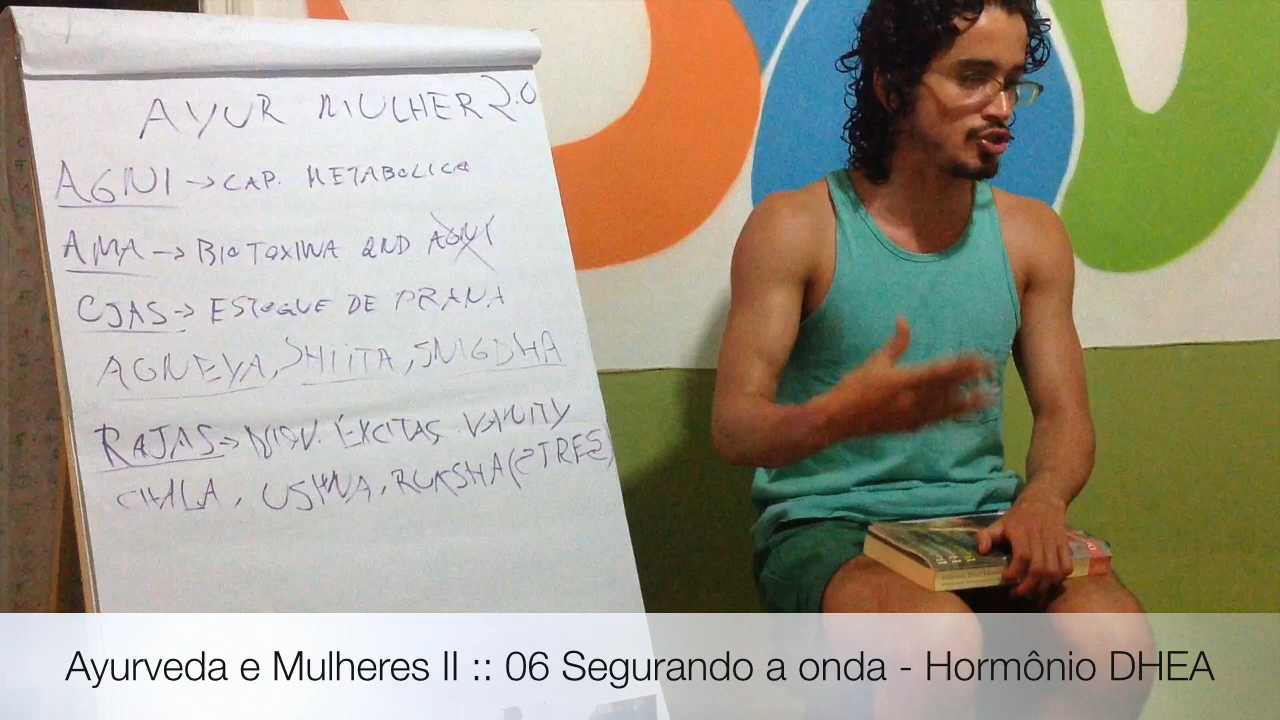 AYUR MULHER 2.0
AGNI → CAP. METABOLICA
AMA → BIOTOXINA QND AGNI
OJAS → ESTOQUE DE PRANA
AGNEYA, SHIITA, SNIGDHA
RAJAS → EXCITAS
CHALA, USHNA, RUKSHA (STRES)
Ayurveda e Mulheres II :: 06 Segurando a onda - Hormônio DHEA